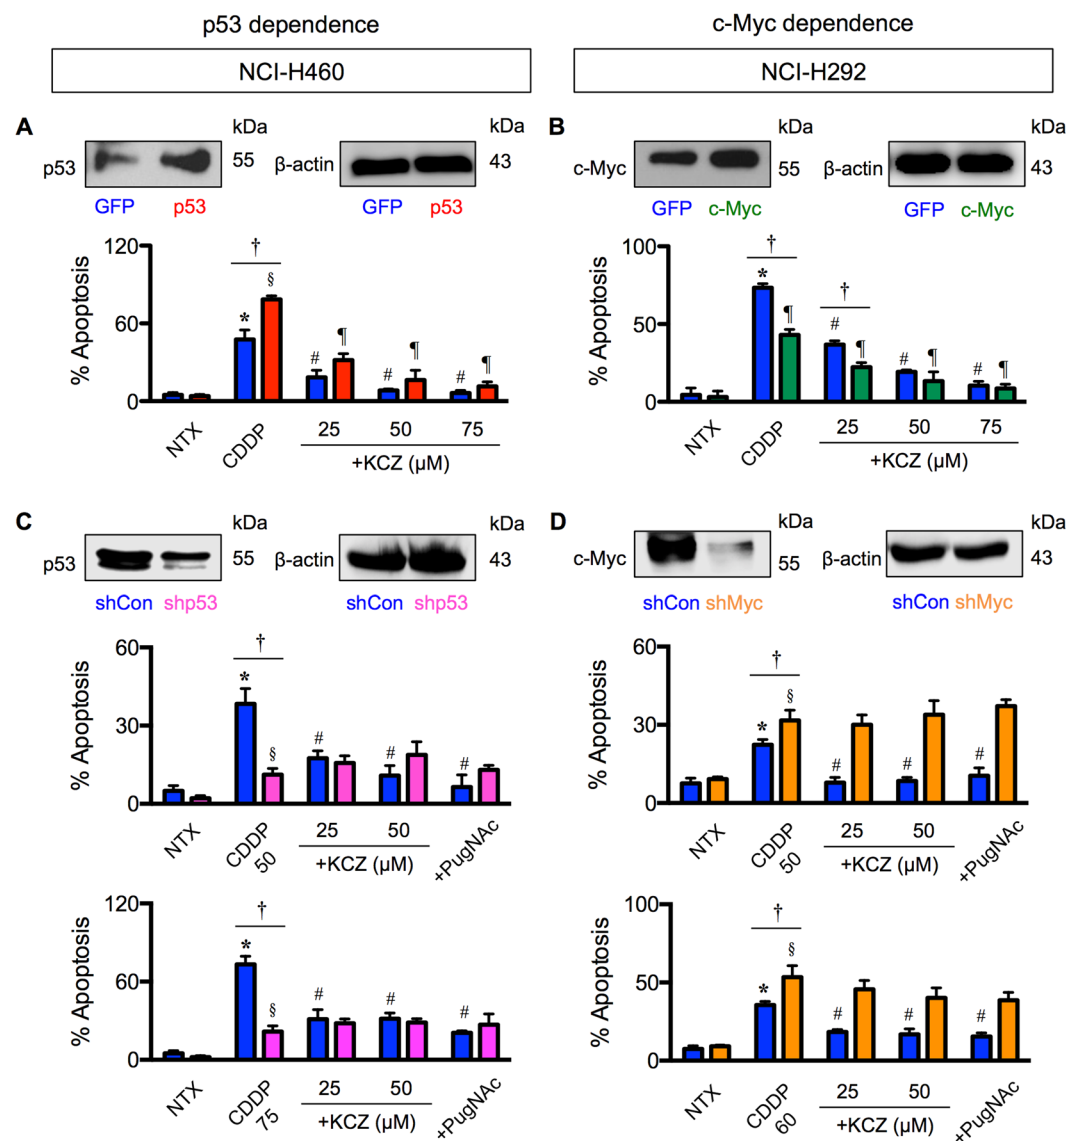 p53 dependence
c-Myc dependence
NCI-H460
NCI-H292
A
kDa
kDa
p53
55
β-actin
43
GFP p53
GFP p53
120
60
0
% Apoptosis
†
*
§
#
¶
#
¶
#
¶
NTX
CDDP
25 50 75
+KCZ (µM)
B
kDa
kDa
c-Myc
55
β-actin
43
GFP c-Myc
GFP c-Myc
100
50
0
% Apoptosis
†
*
¶
†
#
¶
#
¶
#
¶
NTX
CDDP
25 50 75
+KCZ (µM)
C
kDa
kDa
p53
55
β-actin
43
shCon shp53
shCon shp53
60
30
0
% Apoptosis
†
*
§
#
#
#
NTX
CDDP
50
25 50
+KCZ (µM)
+PugNAc
120
60
0
% Apoptosis
†
*
§
#
#
#
NTX
CDDP
75
25 50
+KCZ (µM)
+PugNAc
D
kDa
kDa
c-Myc
55
β-actin
43
shCon shMyc
shCon shMyc
60
30
0
% Apoptosis
†
*
§
#
#
#
NTX
CDDP
50
25 50
+KCZ (µM)
+PugNAc
100
50
0
% Apoptosis
†
*
§
#
#
#
NTX
CDDP
60
25 50
+KCZ (µM)
+PugNAc